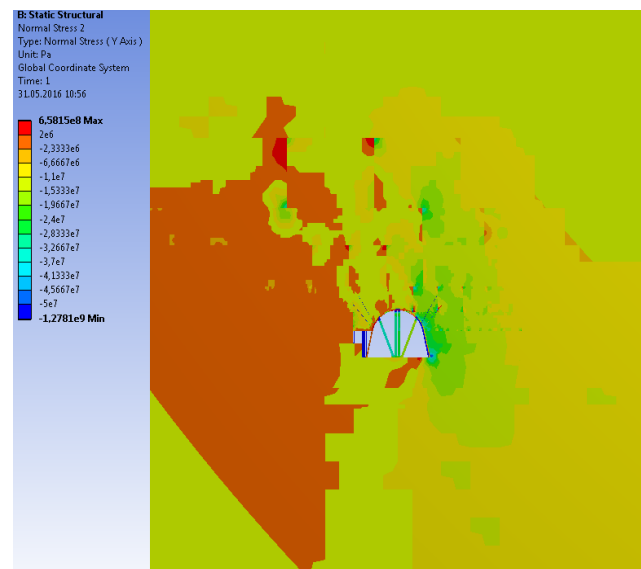 B: Static Structural
Normal Stress 2
Type: Normal Stress ( Y Axis )
Unit: Pa
Global Coordinate System
Time: 1
31.05.2016 10:56
6,5815e8 Max
2e6
-2,3333e6
-6,6667e6
-1,1e7
-1,5333e7
-1,9667e7
-2,4e7
-2,8333e7
-3,2667e7
-3,7e7
-4,1333e7
-4,5667e7
-5e7
-1,2781e9 Min